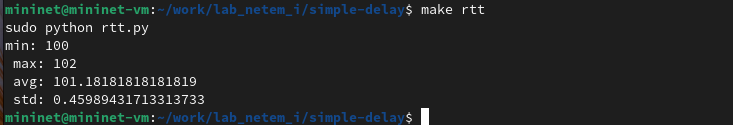 mininet@mininet-vm:~/work/lab_netem_i/simple-delay$ make rtt
sudo python rtt.py
min: 100
 max: 102
 avg: 101.18181818181819
 std: 0.45989431713313733
mininet@mininet-vm:~/work/lab_netem_i/simple-delay$